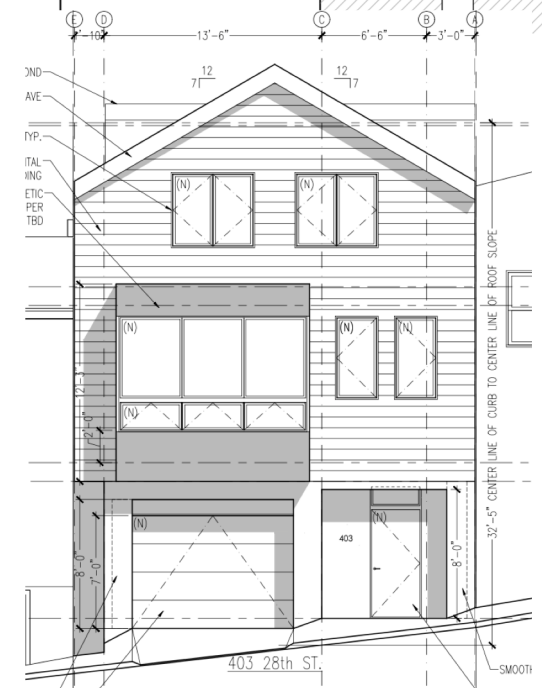 E D C B A
'-10" 13'-6" 6'-6" 3'-0"
12 12
7 7
OND
AVE
TYP.
ITAL
DING
ETIC
PER
TBD
(N) (N)
(N) (N) (N)
(N)
12'-3"
2'-0"
32'-5" CENTER LINE OF CURB TO CENTER LINE OF ROOF SLOPE
(N) (N)
403
8'-0"
7'-0"
8'-0"
403 28th ST.
SMOOTH